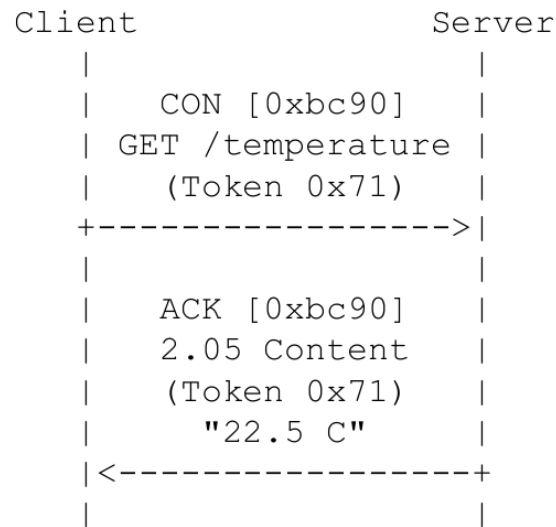 Client Server
CON [0xbc90]
GET /temperature
(Token 0x71)
ACK [0xbc90]
2.05 Content
(Token 0x71)
"22.5 C"